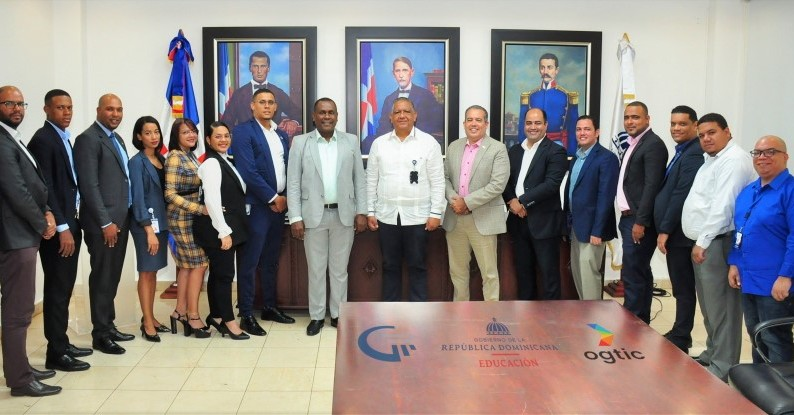 GOBIERNO DE LA
REPÚBLICA DOMINICANA
EDUCACIÓN
ogtic